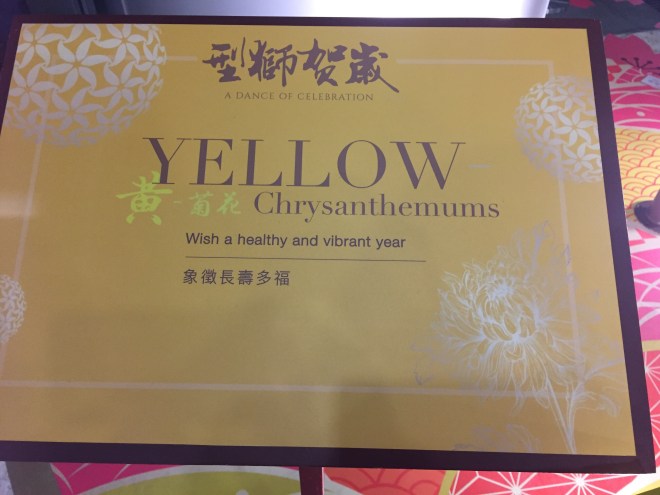 型獅賀歲
A DANCE OF CELEBRATION
YELLOW-
黃-菊花 Chrysanthemums
Wish a healthy and vibrant year
象徵長壽多福